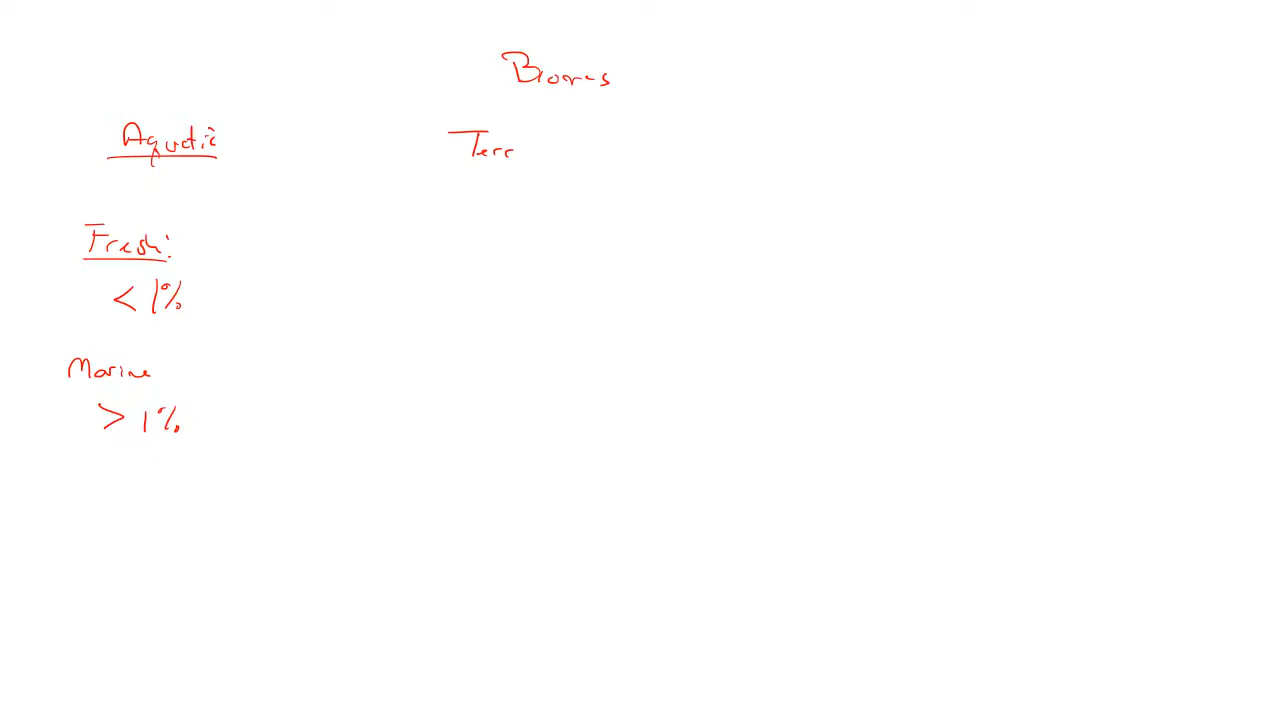 Biomes
Aquatic
Terr
Fresh:
< 1%
Marine
> 1%